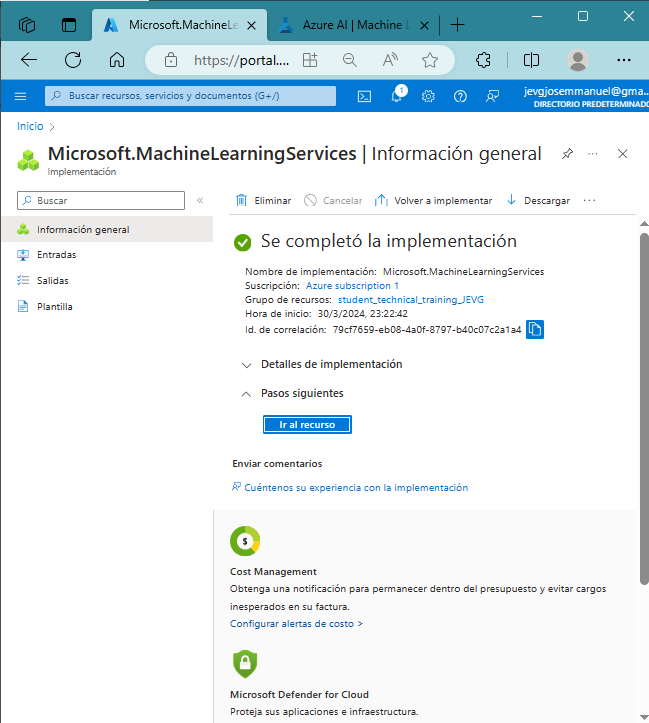 Microsoft.MachineLe
Azure AI | Machine L
https://portal....
Buscar recursos, servicios y documentos (G+/)
1
jevgjosemmanuel@gma...
DIRECTORIO PREDETERMINADO
Inicio
Microsoft.MachineLearningServices | Información general
Implementación
Buscar
Información general
Entradas
Salidas
Plantilla
Eliminar
Cancelar
Volver a implementar
Descargar
Se completó la implementación
Nombre de implementación: Microsoft.MachineLearningServices
Suscripción: Azure subscription 1
Grupo de recursos: student_technical_training_JEVG
Hora de inicio: 30/3/2024, 23:22:42
Id. de correlación: 79cf7659-eb08-4a0f-8797-b40c07c2a1a4
Detalles de implementación
Pasos siguientes
Ir al recurso
Enviar comentarios
Cuéntenos su experiencia con la implementación
Cost Management
Obtenga una notificación para permanecer dentro del presupuesto y evitar cargos
inesperados en su factura.
Configurar alertas de costo >
Microsoft Defender for Cloud
Proteja sus aplicaciones e infraestructura.